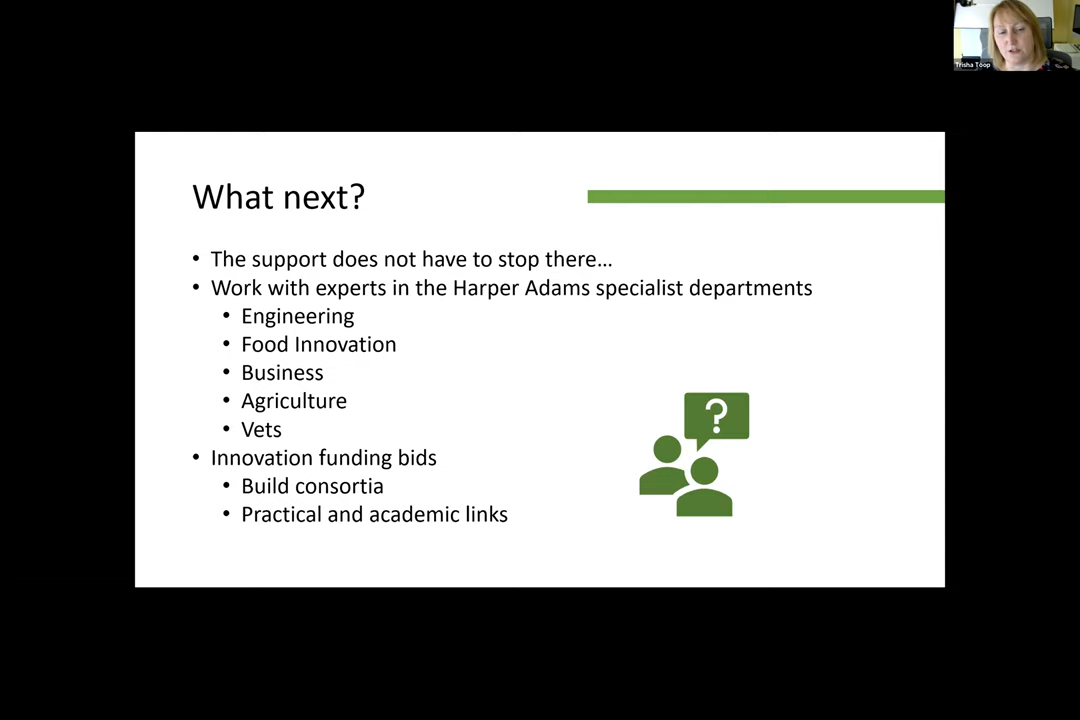 Trisha Toop
What next?
• The support does not have to stop there...
• Work with experts in the Harper Adams specialist departments
• Engineering
• Food Innovation
• Business
• Agriculture
• Vets
• Innovation funding bids
• Build consortia
• Practical and academic links
?